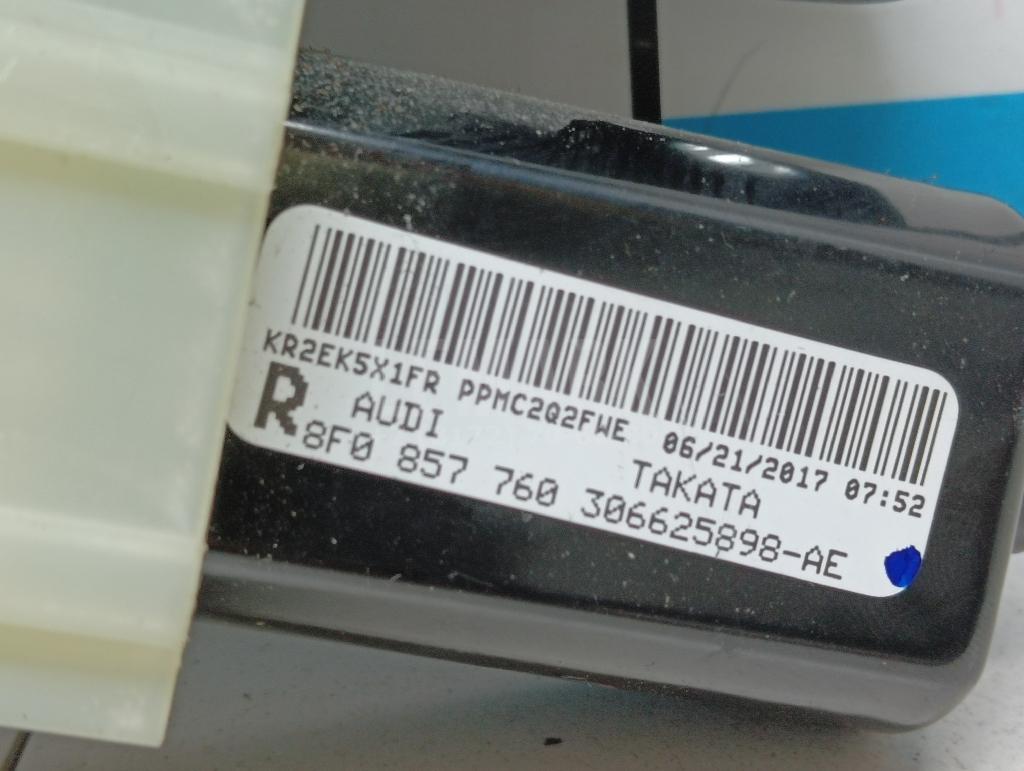 KR2EK5X1FR PPMC2Q2FWE 06/21/2017 07:52
R AUDI TAKATA
8F0 857 760 306625898-AE